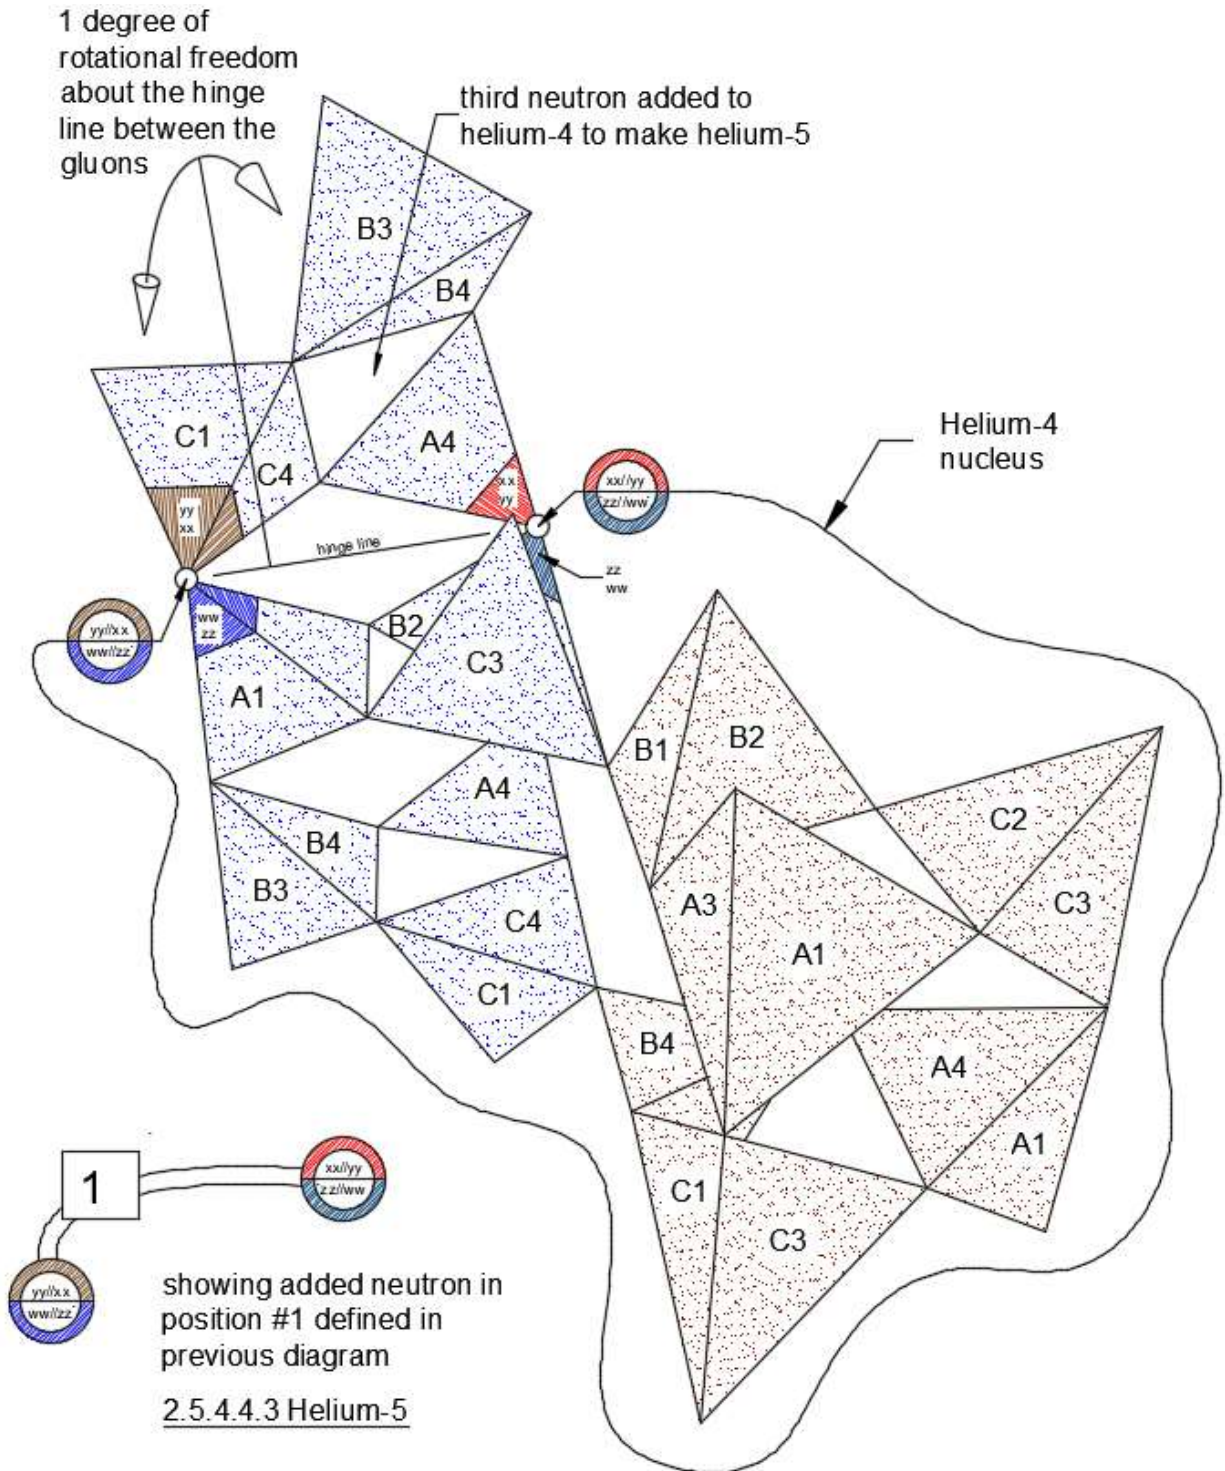 1 degree of
rotational freedom
about the hinge
line between the
gluons
third neutron added to
helium-4 to make helium-5
B3
B4
C1
C4
A4
Helium-4
nucleus
xx
yy
xx//yy
zz//ww
yy
xx
hinge line
zz
ww
yy//xx
ww//zz
ww
zz
B2
C3
A1
B1
B2
A4
C2
B4
B3
C4
A3
C3
A1
C1
B4
A4
A1
C1
C3
1
xx//yy
zz//ww
yy//xx
ww//zz
showing added neutron in
position #1 defined in
previous diagram
2.5.4.4.3 Helium-5